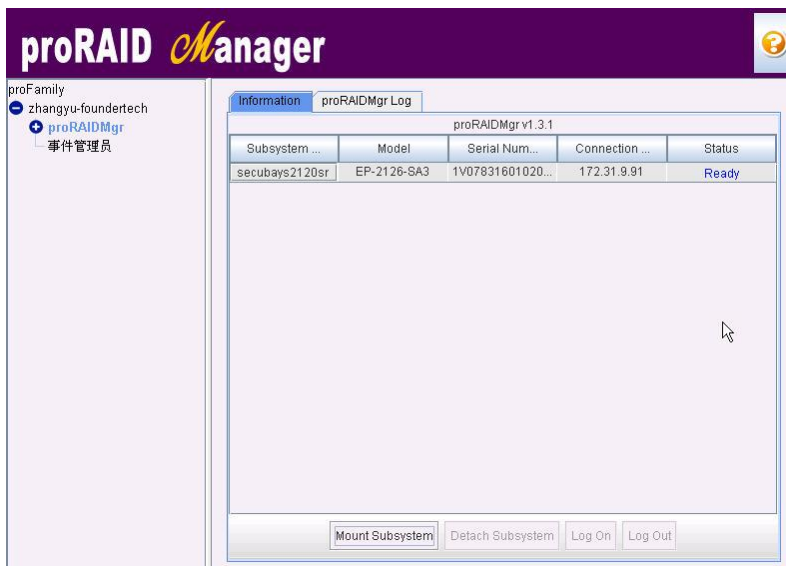 proRAID Manager
proFamily
zhangyu-foundertech
proRAIDMgr
事件管理员
Information proRAIDMgr Log
proRAIDMgr v1.3.1
Subsystem ... Model Serial Num... Connection ... Status
secubays2120sr EP-2126-SA3 1V07831601020... 172.31.9.91 Ready
Mount Subsystem Detach Subsystem Log On Log Out